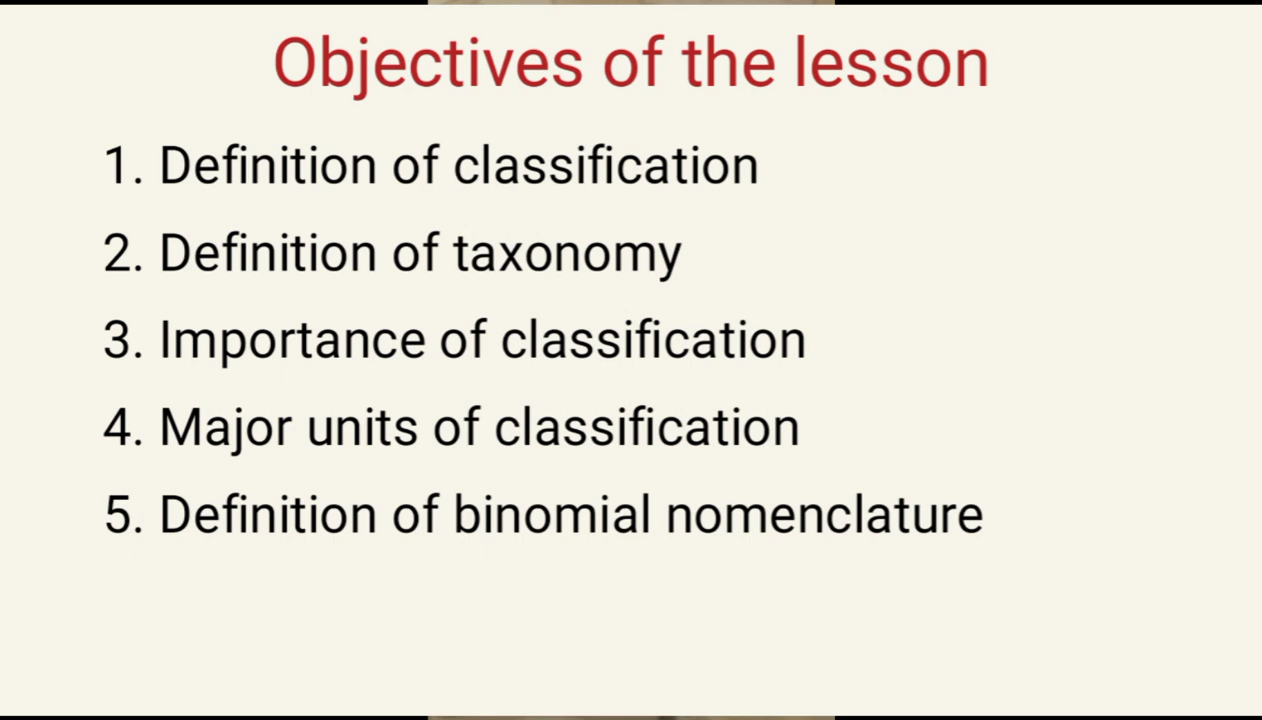 Objectives of the lesson
1. Definition of classification
2. Definition of taxonomy
3. Importance of classification
4. Major units of classification
5. Definition of binomial nomenclature